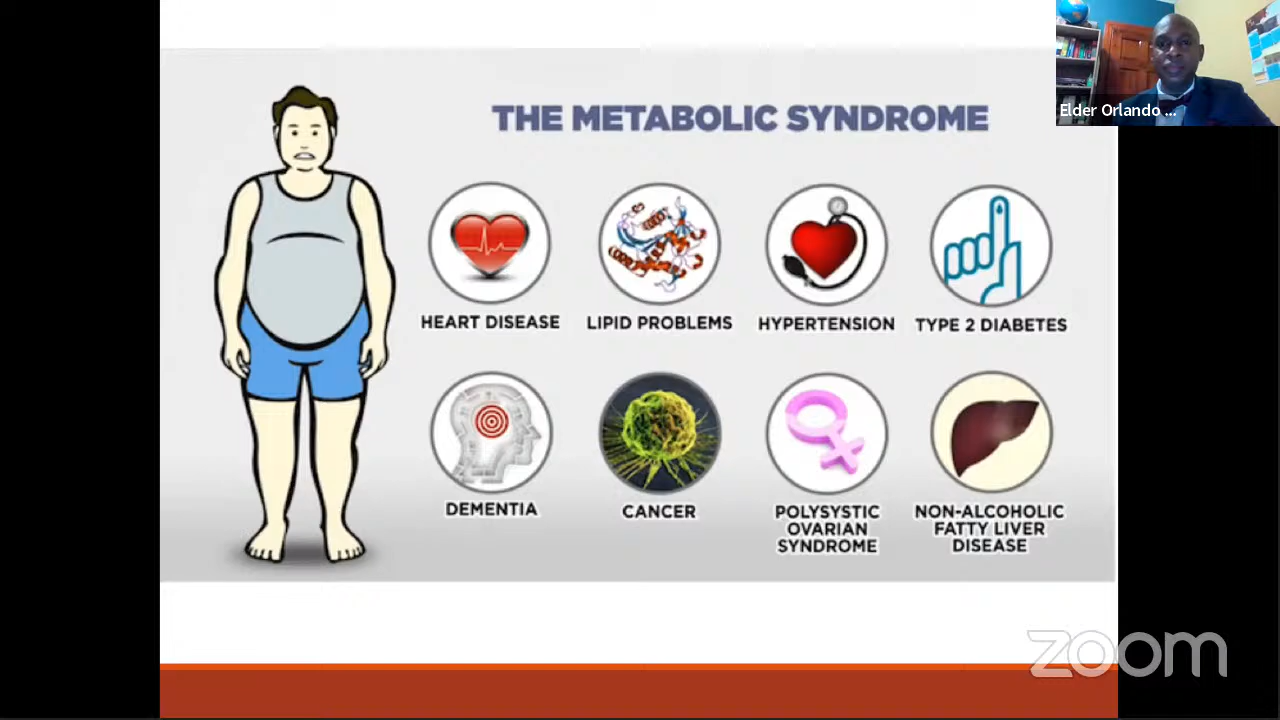 Elder Orlando ...
THE METABOLIC SYNDROME
HEART DISEASE
LIPID PROBLEMS
HYPERTENSION
TYPE 2 DIABETES
DEMENTIA
CANCER
POLYSYSTIC
OVARIAN
SYNDROME
NON-ALCOHOLIC
FATTY LIVER
DISEASE
zoom